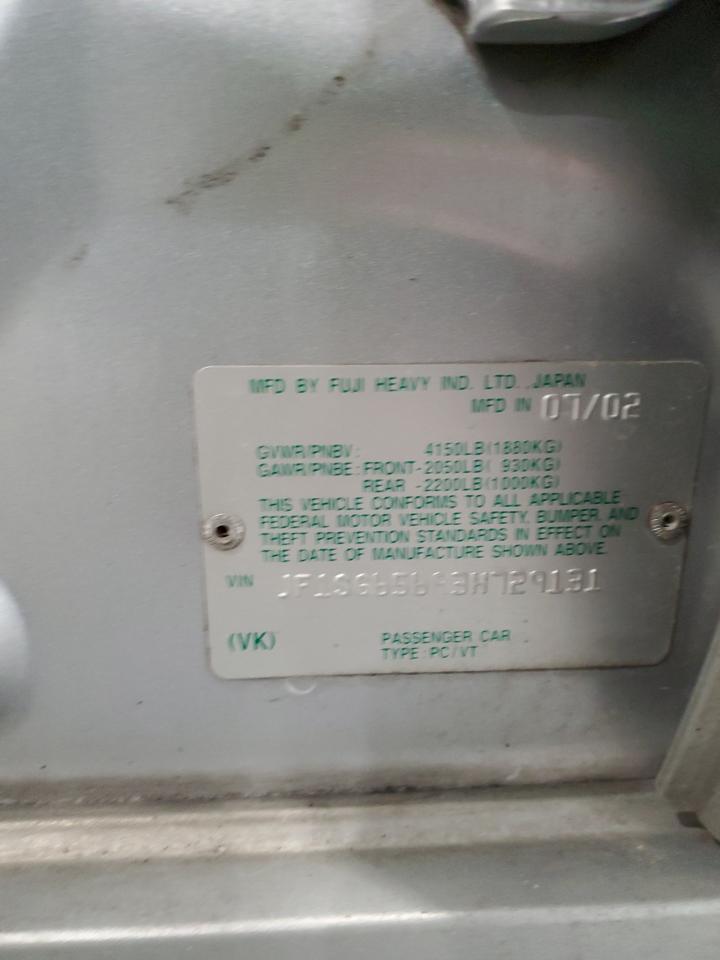 MFD BY FUJI HEAVY IND. LTD., JAPAN
MFD IN 07/02
GVWR/PNBV: 4150LB(1880KG)
GAWR/PNBE: FRONT-2050LB( 930KG)
REAR -2200LB(1000KG)
THIS VEHICLE CONFORMS TO ALL APPLICABLE
FEDERAL MOTOR VEHICLE SAFETY, BUMPER, AND
THEFT PREVENTION STANDARDS IN EFFECT ON
THE DATE OF MANUFACTURE SHOWN ABOVE.
VIN JF1SG65693H729131
(VK) PASSENGER CAR
TYPE: PC/VT